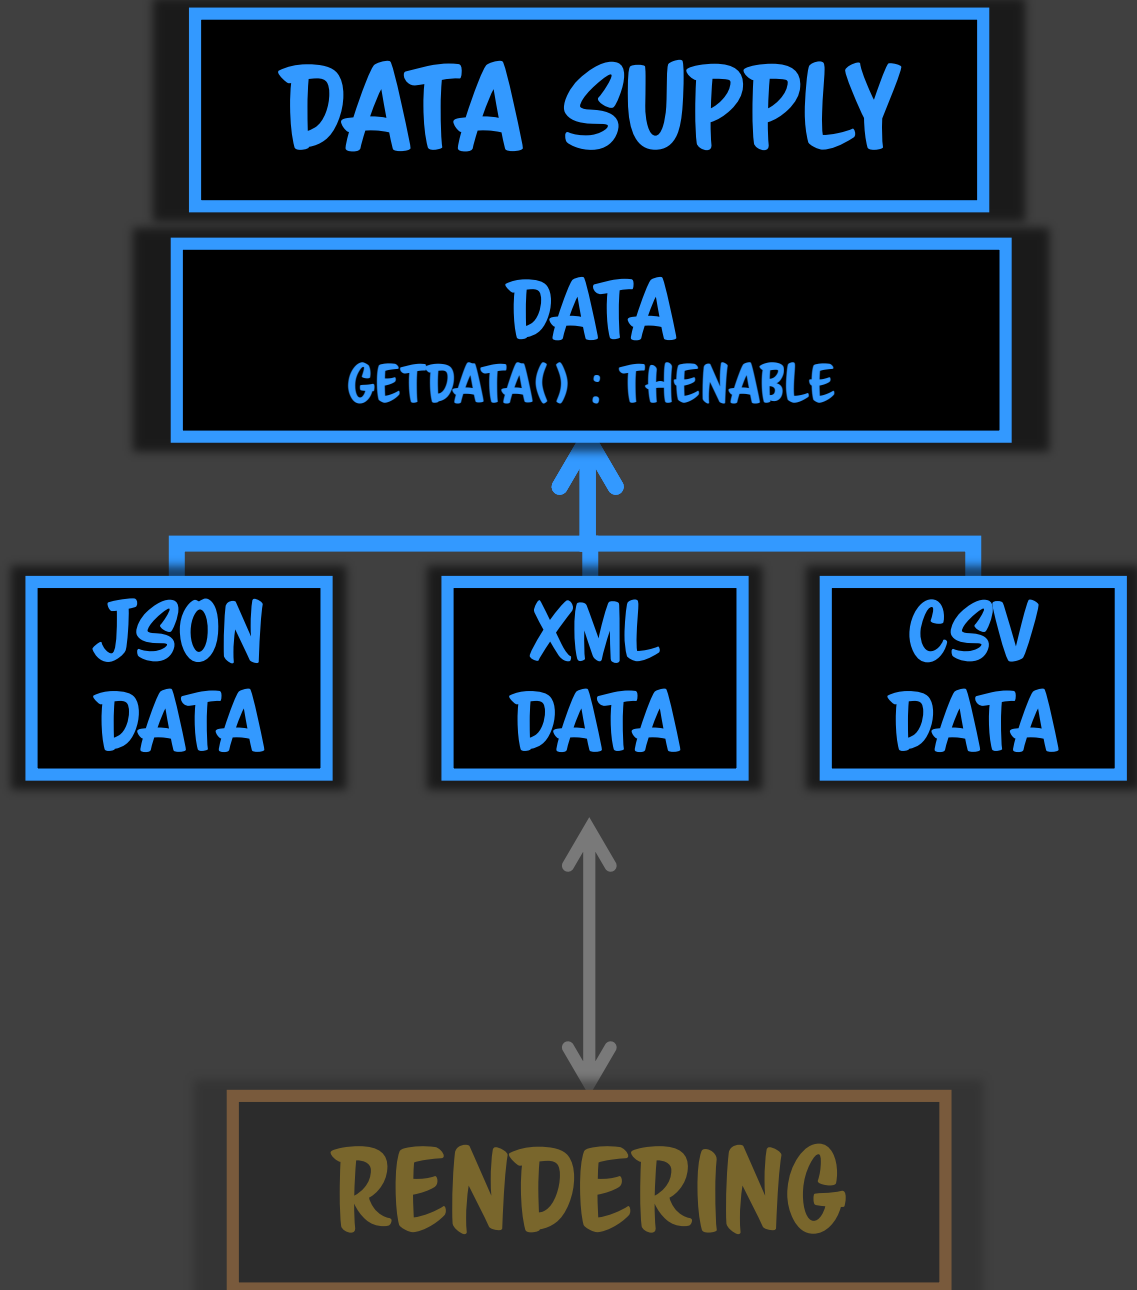 DATA SUPPLY
DATA
GETDATA() : THENABLE
JSON
DATA
XML
DATA
CSV
DATA
RENDERING